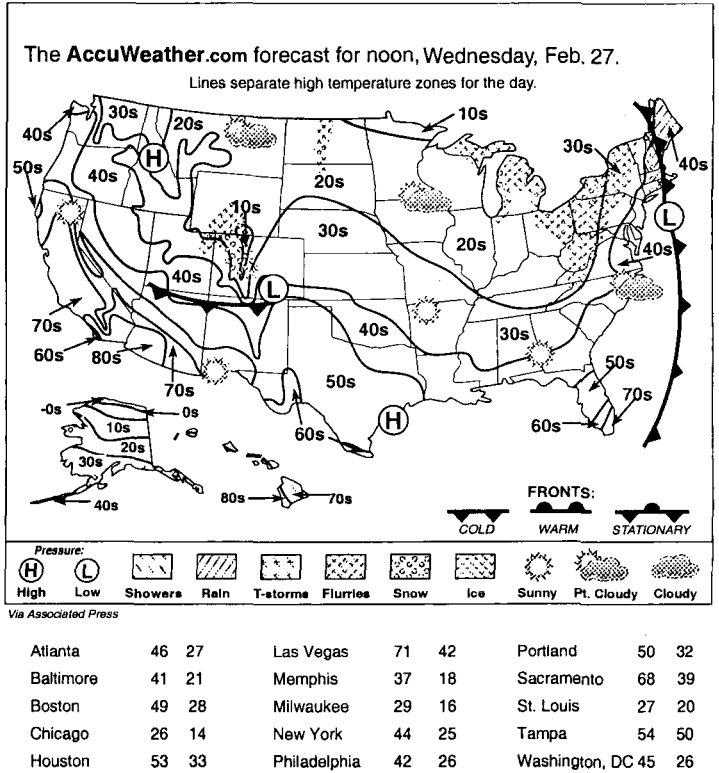 The AccuWeather.com forecast for noon, Wednesday, Feb. 27.
Lines separate high temperature zones for the day.
10s
30s
20s
40s
H
30s
50s
40s
40s
20s
10s
30s
20s
L
40s
40s
L
70s
40s
30s
60s
80s
70s
50s
50s
70s
-0s
0s
H
60s
60s
10s
20s
30s
40s
80s
70s
FRONTS:
COLD WARM STATIONARY
Pressure:
H L
High Low Showers Rain T-storms Flurries Snow Ice Sunny Pt. Cloudy Cloudy
Via Associated Press
Atlanta 46 27 Las Vegas 71 42 Portland 50 32
Baltimore 41 21 Memphis 37 18 Sacramento 68 39
Boston 49 28 Milwaukee 29 16 St. Louis 27 20
Chicago 26 14 New York 44 25 Tampa 54 50
Houston 53 33 Philadelphia 42 26 Washington, DC 45 26